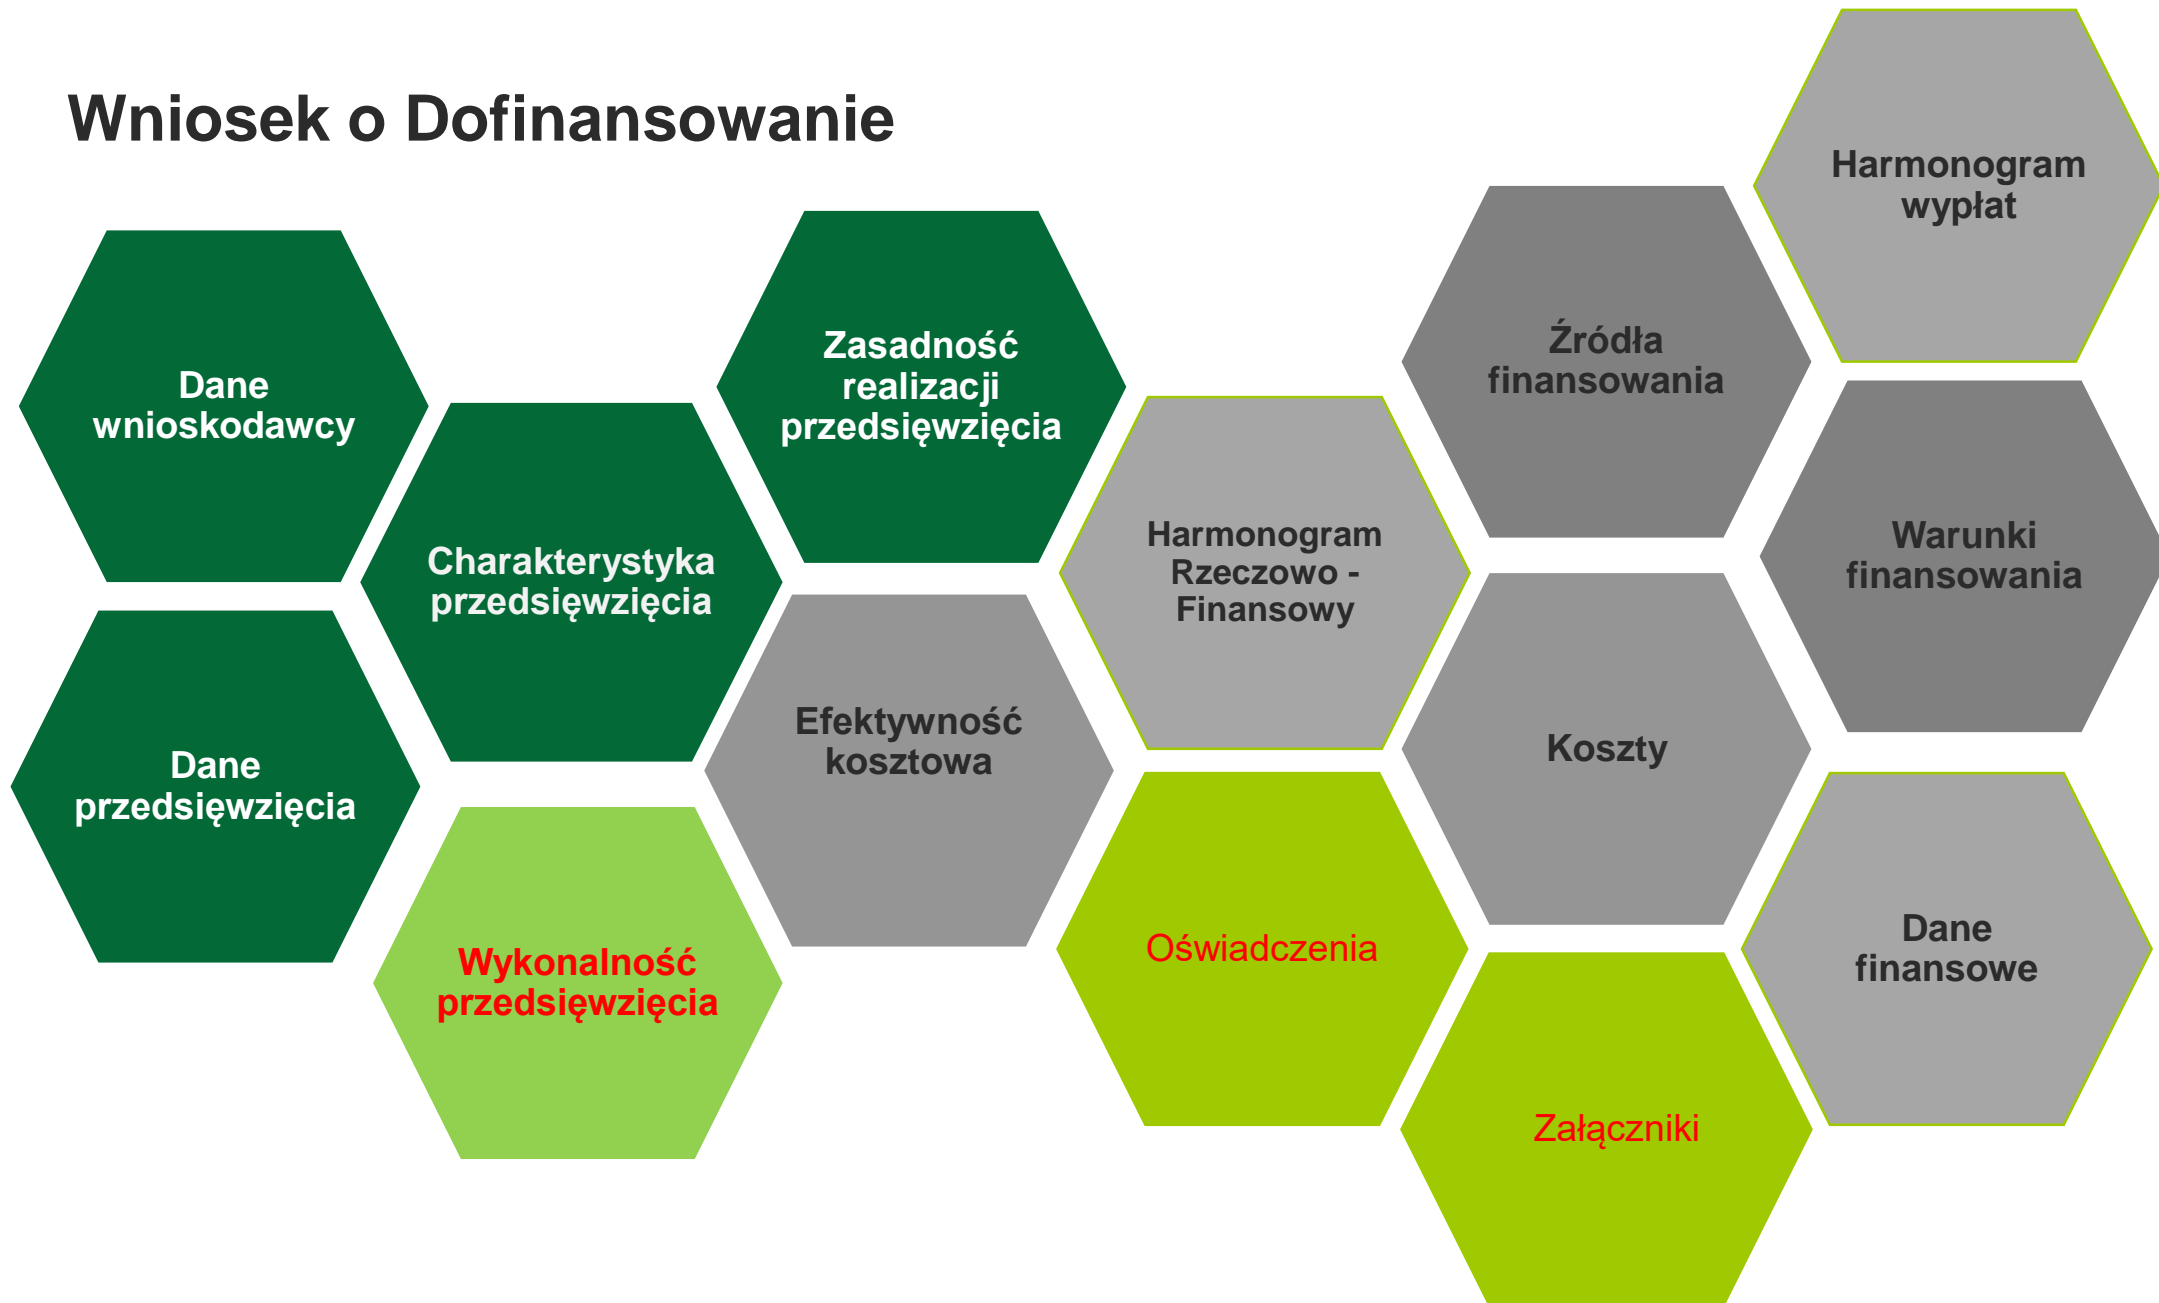 Wniosek o Dofinansowanie
Harmonogram
wypłat
Dane
wnioskodawcy
Zasadność
realizacji
przedsięwzięcia
Źródła
finansowania
Charakterystyka
przedsięwzięcia
Harmonogram
Rzeczowo -
Finansowy
Warunki
finansowania
Dane
przedsięwzięcia
Efektywność
kosztowa
Koszty
Wykonalność
przedsięwzięcia
Oświadczenia
Dane
finansowe
Załączniki